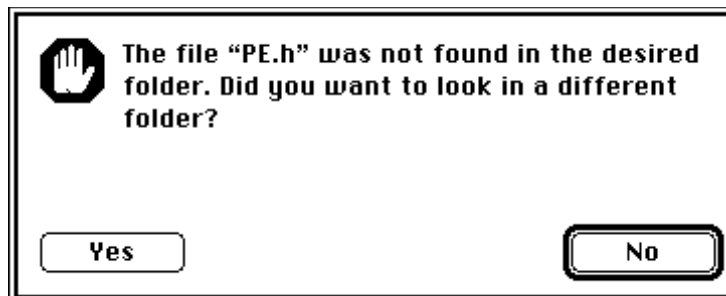 The file “PE.h” was not found in the desired
folder. Did you want to look in a different
folder?
Yes
No